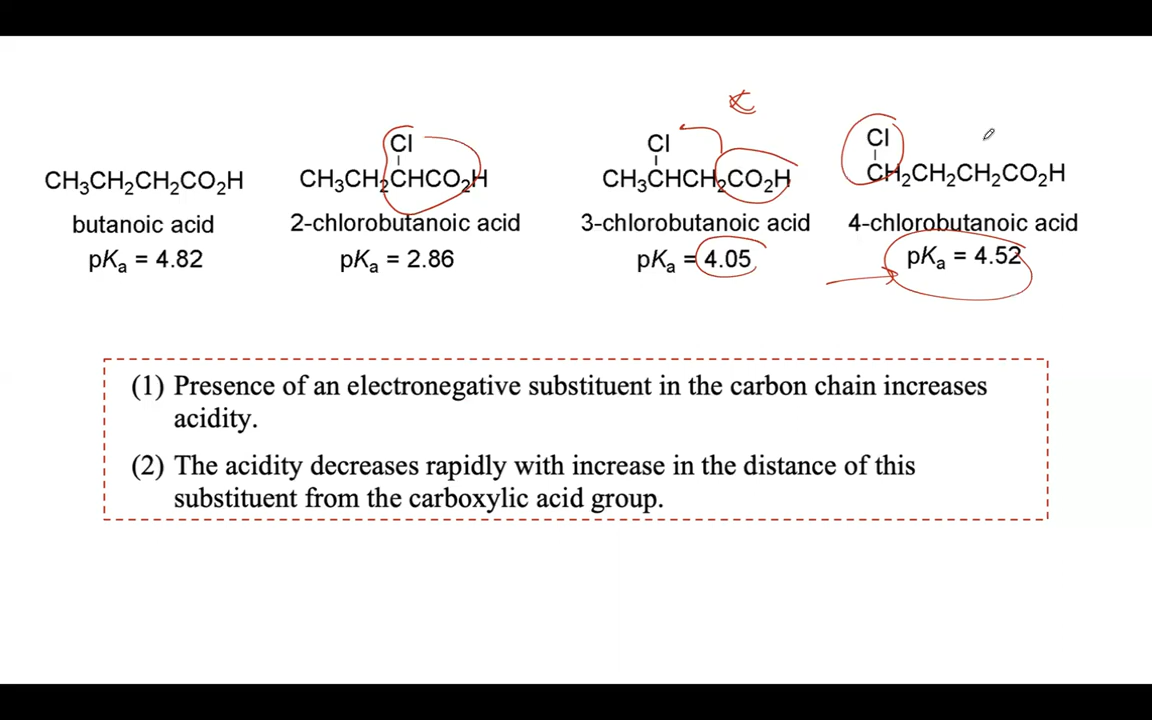 Cl Cl Cl
CH₃CH₂CH₂CO₂H CH₃CH₂CHCO₂H CH₃CHCH₂CO₂H CH₂CH₂CH₂CO₂H
butanoic acid 2-chlorobutanoic acid 3-chlorobutanoic acid 4-chlorobutanoic acid
pKₐ = 4.82 pKₐ = 2.86 pKₐ = 4.05 pKₐ = 4.52
(1) Presence of an electronegative substituent in the carbon chain increases
acidity.
(2) The acidity decreases rapidly with increase in the distance of this
substituent from the carboxylic acid group.